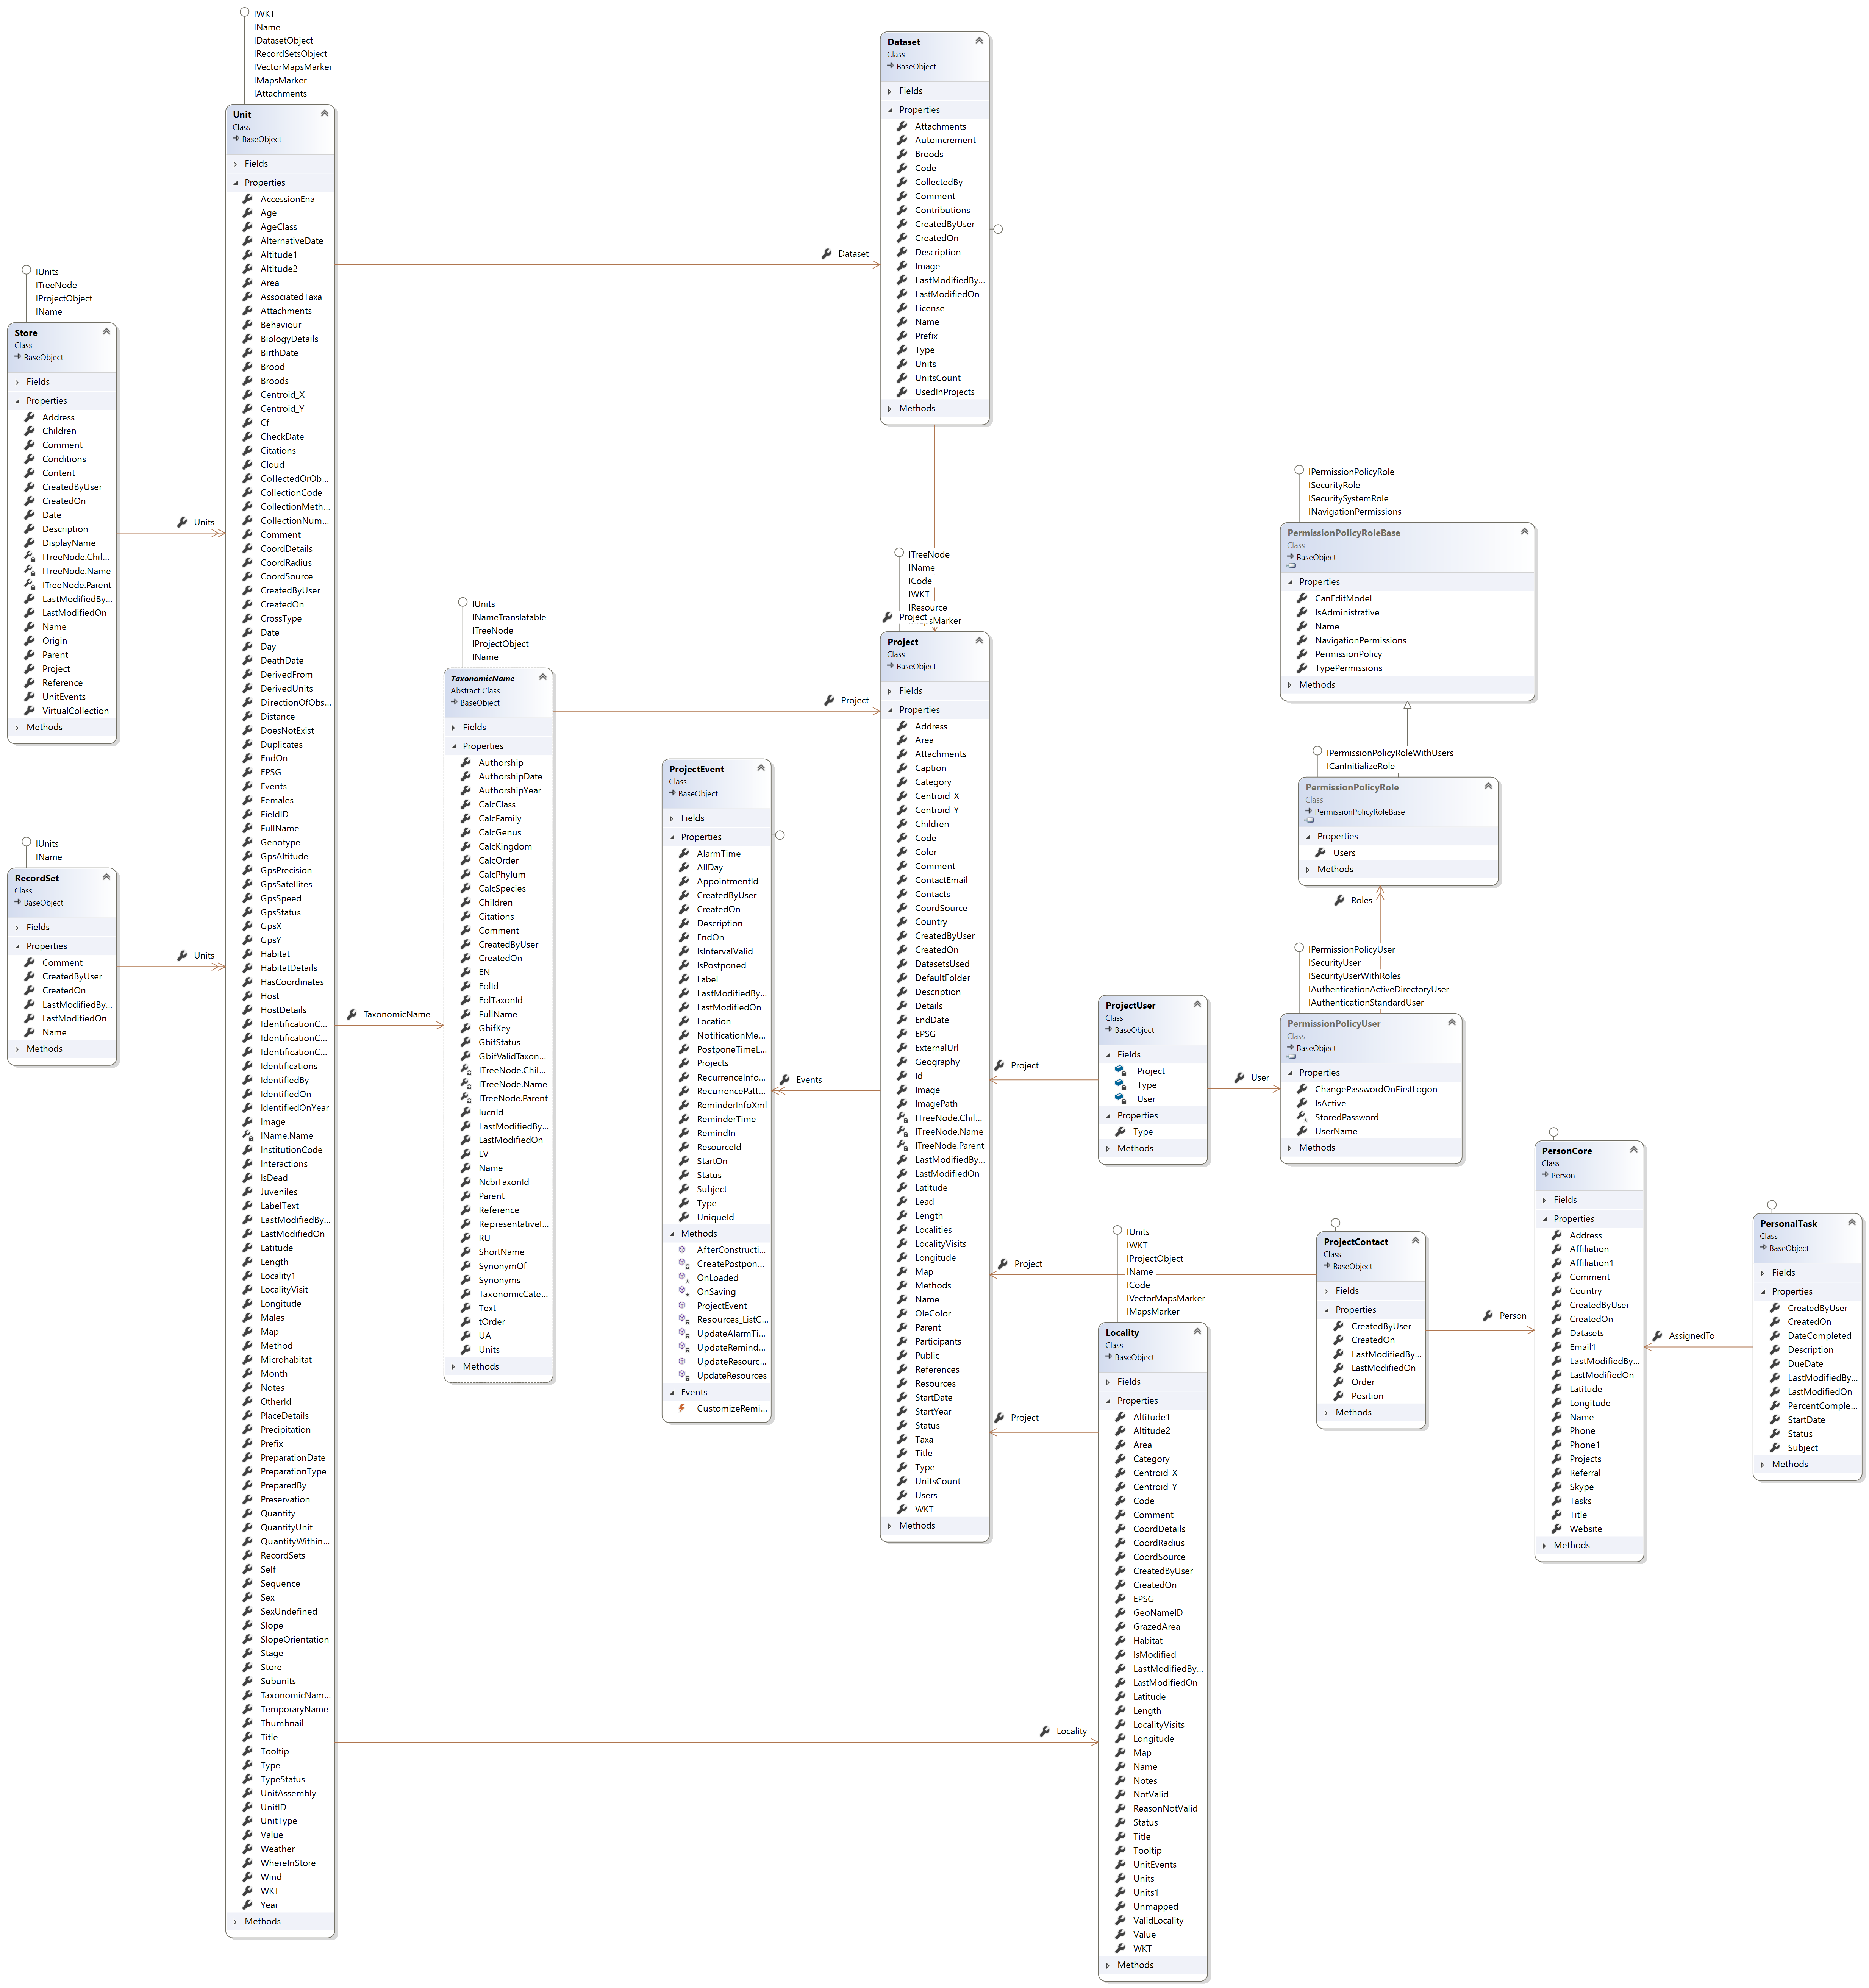 IWKT
IName
IDatasetObject
IRecordSetsObject
IVectorMapsMarker
IMapsMarker
IAttachments
Unit
Class
BaseObject
Fields
Properties
AccessionEna
Age
AgeClass
AlternativeDate
Altitude1
Altitude2
Area
AssociatedTaxa
Attachments
Behaviour
BiologyDetails
BirthDate
Brood
Broods
Centroid_X
Centroid_Y
Cf
CheckDate
Citations
Cloud
CollectedOrOb...
CollectionCode
CollectionMeth...
CollectionNum...
Comment
CoordDetails
CoordRadius
CoordSource
CreatedByUser
CreatedOn
CrossType
Date
Day
DeathDate
DerivedFrom
DerivedUnits
DirectionOfObs...
Distance
DoesNotExist
Duplicates
EndOn
EPSG
Events
Females
FieldID
FullName
Genotype
GpsAltitude
GpsPrecision
GpsSatellites
GpsSpeed
GpsStatus
GpsX
GpsY
Habitat
HabitatDetails
HasCoordinates
Host
HostDetails
IdentificationC...
IdentificationC...
IdentificationC...
Identifications
IdentifiedBy
IdentifiedOn
IdentifiedOnYear
Image
IName.Name
InstitutionCode
Interactions
IsDead
Juveniles
LabelText
LastModifiedBy...
LastModifiedOn
Latitude
Length
Locality1
LocalityVisit
Longitude
Males
Map
Method
Microhabitat
Month
Notes
OtherId
PlaceDetails
Precipitation
Prefix
PreparationDate
PreparationType
PreparedBy
Preservation
Quantity
QuantityUnit
QuantityWithin...
RecordSets
Self
Sequence
Sex
SexUndefined
Slope
SlopeOrientation
Stage
Store
Subunits
TaxonomicNam...
TemporaryName
Thumbnail
Title
Tooltip
Type
TypeStatus
UnitAssembly
UnitID
UnitType
Value
Weather
WhereInStore
Wind
WKT
Year
Methods
IUnits
ITreeNode
IProjectObject
IName
Store
Class
BaseObject
Fields
Properties
Address
Children
Comment
Conditions
Content
CreatedByUser
CreatedOn
Date
Description
DisplayName
ITreeNode.Chil...
ITreeNode.Name
ITreeNode.Parent
LastModifiedBy...
LastModifiedOn
Name
Origin
Parent
Project
Reference
UnitEvents
VirtualCollection
Methods
Units
IUnits
IName
RecordSet
Class
BaseObject
Fields
Properties
Comment
CreatedByUser
CreatedOn
LastModifiedBy...
LastModifiedOn
Name
Methods
Units
TaxonomicName
IUnits
INameTranslatable
ITreeNode
IProjectObject
IName
TaxonomicName
Abstract Class
BaseObject
Fields
Properties
Authorship
AuthorshipDate
AuthorshipYear
CalcClass
CalcFamily
CalcGenus
CalcKingdom
CalcOrder
CalcPhylum
CalcSpecies
Children
Citations
Comment
CreatedByUser
CreatedOn
EN
EolId
EolTaxonId
FullName
GbifKey
GbifStatus
GbifValidTaxon...
ITreeNode.Chil...
ITreeNode.Name
ITreeNode.Parent
IucnId
LastModifiedBy...
LastModifiedOn
LV
Name
NcbiTaxonId
Parent
Reference
RepresentativeI...
RU
ShortName
SynonymOf
Synonyms
TaxonomicCate...
Text
tOrder
UA
Units
Methods
Project
ProjectEvent
Class
BaseObject
Fields
Properties
AlarmTime
AllDay
AppointmentId
CreatedByUser
CreatedOn
Description
EndOn
IsIntervalValid
IsPostponed
Label
LastModifiedBy...
LastModifiedOn
Location
NotificationMe...
PostponeTimeL...
Projects
RecurrenceInfo...
RecurrencePatt...
ReminderInfoXml
ReminderTime
RemindIn
ResourceId
StartOn
Status
Subject
Type
UniqueId
Methods
AfterConstructi...
CreatePostpon...
OnLoaded
OnSaving
ProjectEvent
Resources_ListC...
UpdateAlarmTi...
UpdateRemind...
UpdateResourc...
UpdateResources
Events
CustomizeRemi...
Events
Dataset
Dataset
Class
BaseObject
Fields
Properties
Attachments
Autoincrement
Broods
Code
CollectedBy
Comment
Contributions
CreatedByUser
CreatedOn
Description
Image
LastModifiedBy...
LastModifiedOn
License
Name
Prefix
Type
Units
UnitsCount
UsedInProjects
Methods
ITreeNode
IName
ICode
IWKT
IResource
Project
sMarker
Project
Class
BaseObject
Fields
Properties
Address
Area
Attachments
Caption
Category
Centroid_X
Centroid_Y
Children
Code
Color
Comment
ContactEmail
Contacts
CoordSource
Country
CreatedByUser
CreatedOn
DatasetsUsed
DefaultFolder
Description
Details
EndDate
EPSG
ExternalUrl
Geography
Id
Image
ImagePath
ITreeNode.Chil...
ITreeNode.Name
ITreeNode.Parent
LastModifiedBy...
LastModifiedOn
Latitude
Lead
Length
Localities
LocalityVisits
Longitude
Map
Methods
Name
OleColor
Parent
Participants
Public
References
Resources
StartDate
StartYear
Status
Taxa
Title
Type
UnitsCount
Users
WKT
Methods
Project
Project
Project
ProjectUser
Class
BaseObject
Fields
_Project
_Type
_User
Properties
Type
Methods
User
IUnits
IWKT
IProjectObject
IName
ICode
IVectorMapsMarker
IMapsMarker
Locality
Locality
Class
BaseObject
Fields
Properties
Altitude1
Altitude2
Area
Category
Centroid_X
Centroid_Y
Code
Comment
CoordDetails
CoordRadius
CoordSource
CreatedByUser
CreatedOn
EPSG
GeoNameID
GrazedArea
Habitat
IsModified
LastModifiedBy...
LastModifiedOn
Latitude
Length
LocalityVisits
Longitude
Map
Name
Notes
NotValid
ReasonNotValid
Status
Title
Tooltip
UnitEvents
Units
Units1
Unmapped
ValidLocality
Value
WKT
Methods
IPermissionPolicyRole
ISecurityRole
ISecuritySystemRole
INavigationPermissions
PermissionPolicyRoleBase
Class
BaseObject
Properties
CanEditModel
IsAdministrative
Name
NavigationPermissions
PermissionPolicy
TypePermissions
Methods
IPermissionPolicyRoleWithUsers
ICanInitializeRole
PermissionPolicyRole
Class
PermissionPolicyRoleBase
Properties
Users
Methods
Roles
IPermissionPolicyUser
ISecurityUser
ISecurityUserWithRoles
IAuthenticationActiveDirectoryUser
IAuthenticationStandardUser
PermissionPolicyUser
Class
BaseObject
Properties
ChangePasswordOnFirstLogon
IsActive
StoredPassword
UserName
Methods
ProjectContact
Class
BaseObject
Fields
Properties
CreatedByUser
CreatedOn
LastModifiedBy...
LastModifiedOn
Order
Position
Methods
Person
PersonCore
Class
Person
Fields
Properties
Address
Affiliation
Affiliation1
Comment
Country
CreatedByUser
CreatedOn
Datasets
Email1
LastModifiedBy...
LastModifiedOn
Latitude
Longitude
Name
Phone
Phone1
Projects
Referral
Skype
Tasks
Title
Website
Methods
AssignedTo
PersonalTask
Class
BaseObject
Fields
Properties
CreatedByUser
CreatedOn
DateCompleted
Description
DueDate
LastModifiedBy...
LastModifiedOn
PercentComple...
StartDate
Status
Subject
Methods